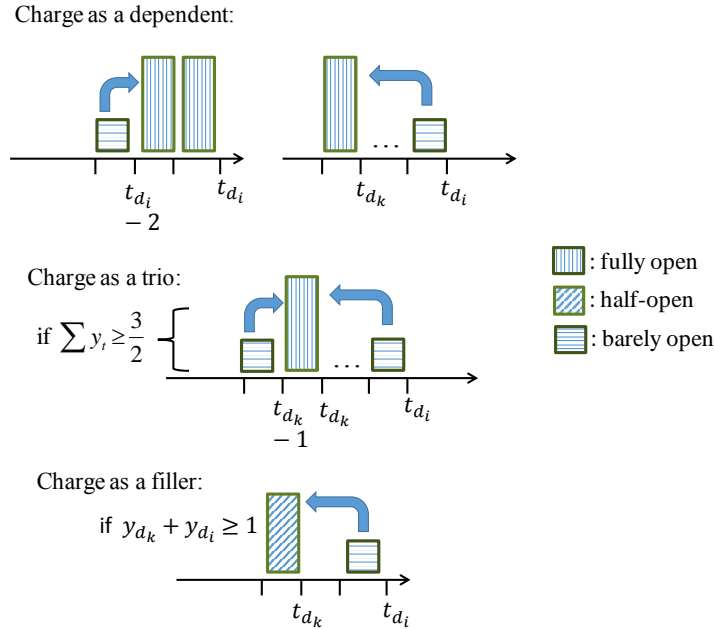 Charge as a dependent:
... 
t_{d_i} t_{d_i} t_{d_k} t_{d_i}
− 2
Charge as a trio:
if ∑ y_t ≥ 3/2
...
t_{d_k} t_{d_k} t_{d_i}
− 1
: fully open
: half-open
: barely open
Charge as a filler:
if y_{d_k} + y_{d_i} ≥ 1
t_{d_k} t_{d_i}